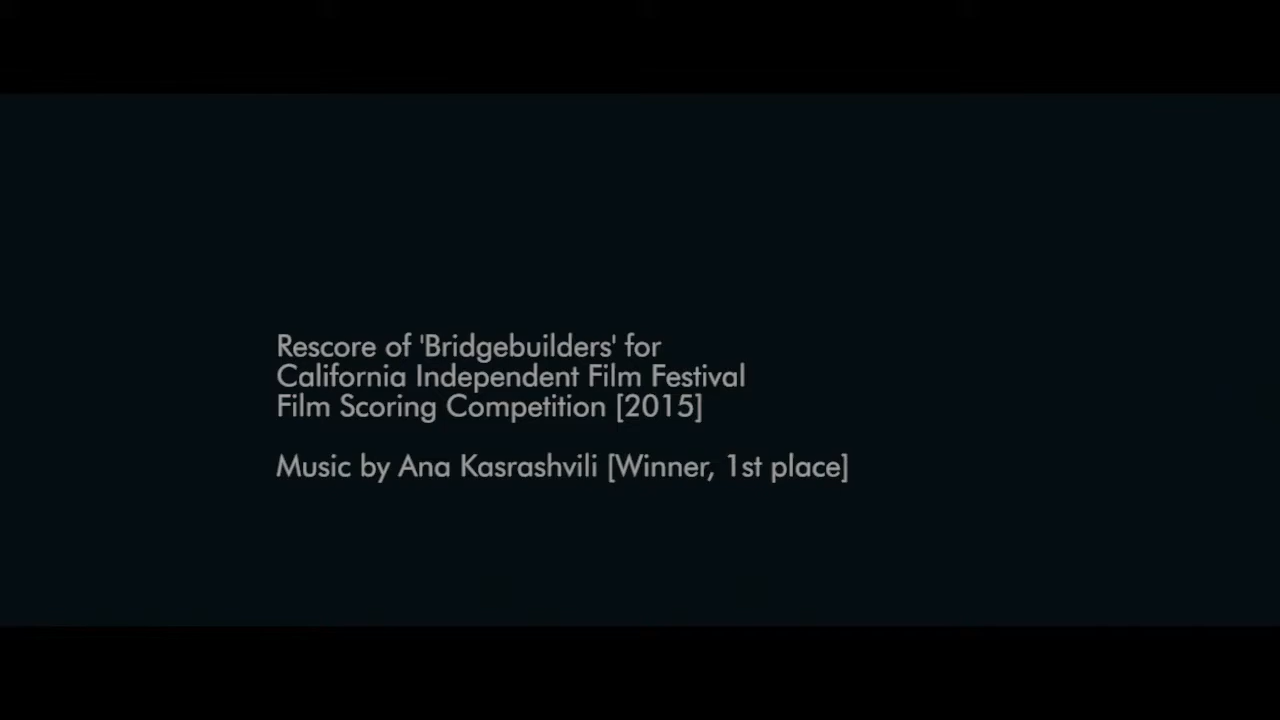 Rescore of 'Bridgebuilders' for
California Independent Film Festival
Film Scoring Competition [2015]
Music by Ana Kasrashvili [Winner, 1st place]